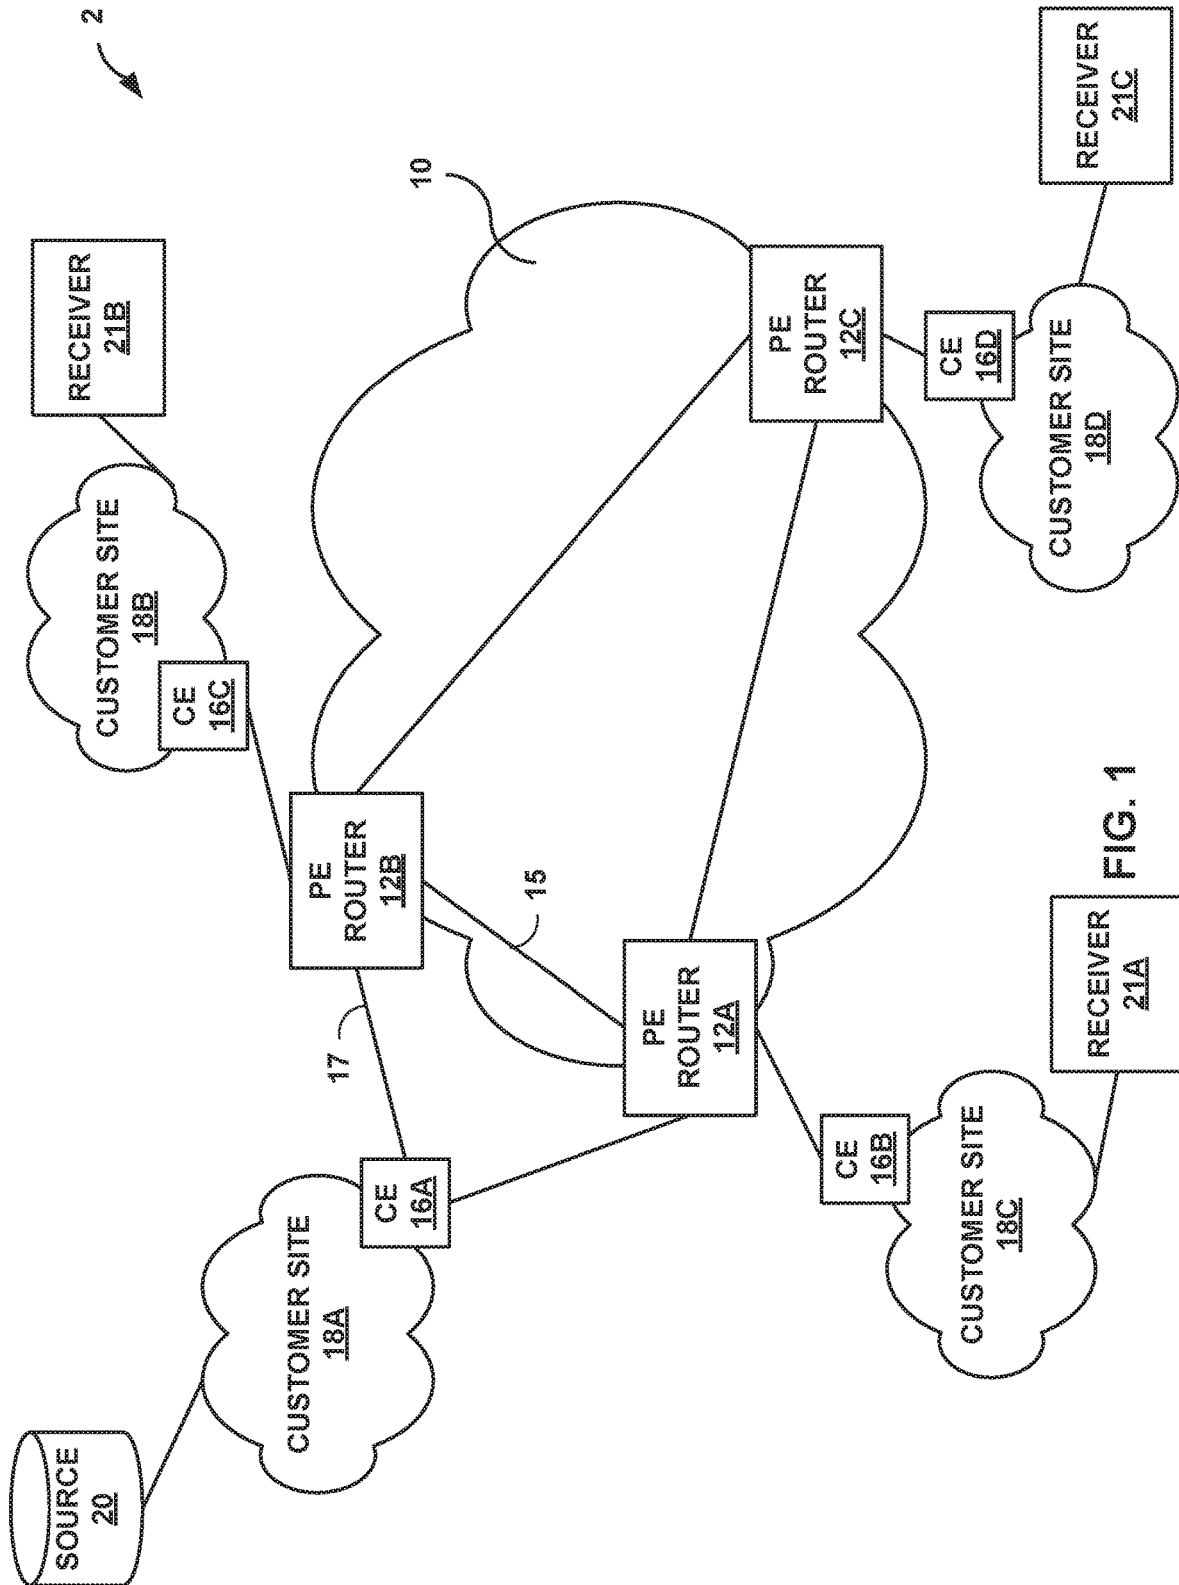 2
SOURCE
20
CUSTOMER SITE
18A
CE
16A
17
CUSTOMER SITE
18B
CE
16C
RECEIVER
21B
PE
ROUTER
12B
10
15
PE
ROUTER
12A
PE
ROUTER
12C
CE
16B
CUSTOMER SITE
18C
RECEIVER
21A
CE
16D
CUSTOMER SITE
18D
RECEIVER
21C
FIG. 1